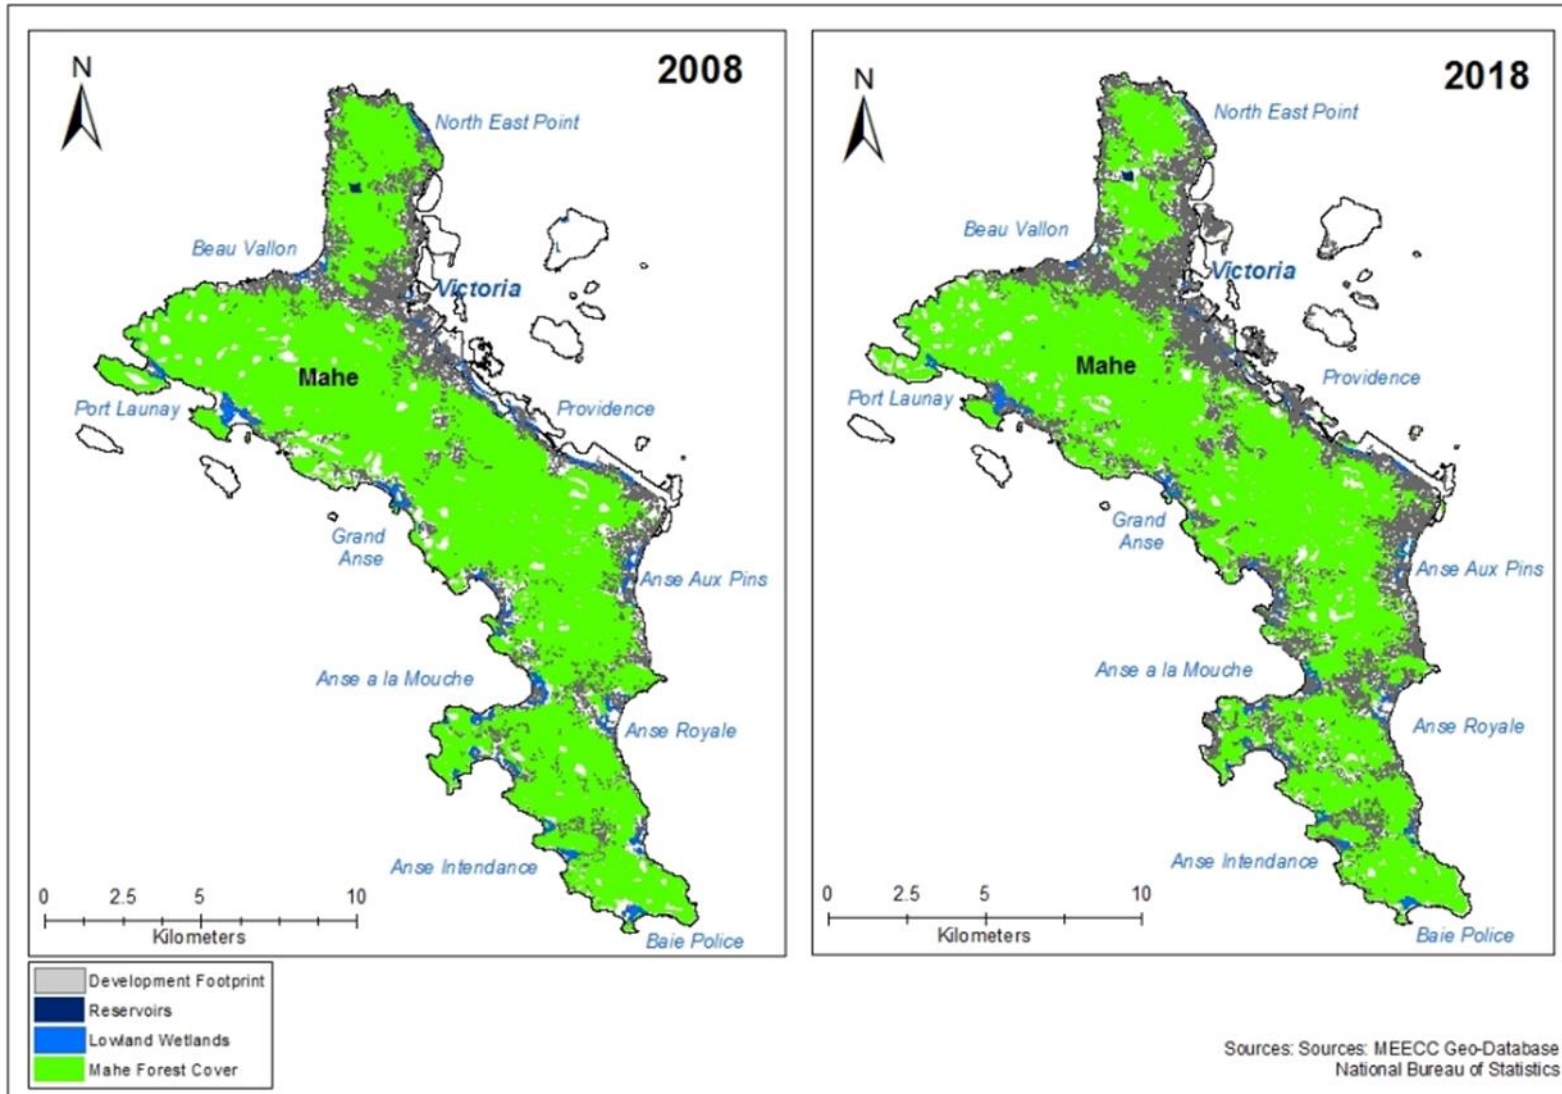 2008
N
North East Point
Beau Vallon
Victoria
Mahe
Port Launay
Providence
Grand
Anse
Anse Aux Pins
Anse a la Mouche
Anse Royale
Anse Intendance
0 2.5 5 10
Kilometers
Baie Police
2018
N
North East Point
Beau Vallon
Victoria
Mahe
Providence
Port Launay
Grand
Anse
Anse Aux Pins
Anse a la Mouche
Anse Royale
Anse Intendance
0 2.5 5 10
Kilometers
Baie Police
Development Footprint
Reservoirs
Lowland Wetlands
Mahe Forest Cover
Sources: Sources: MEECC Geo-Database
National Bureau of Statistics